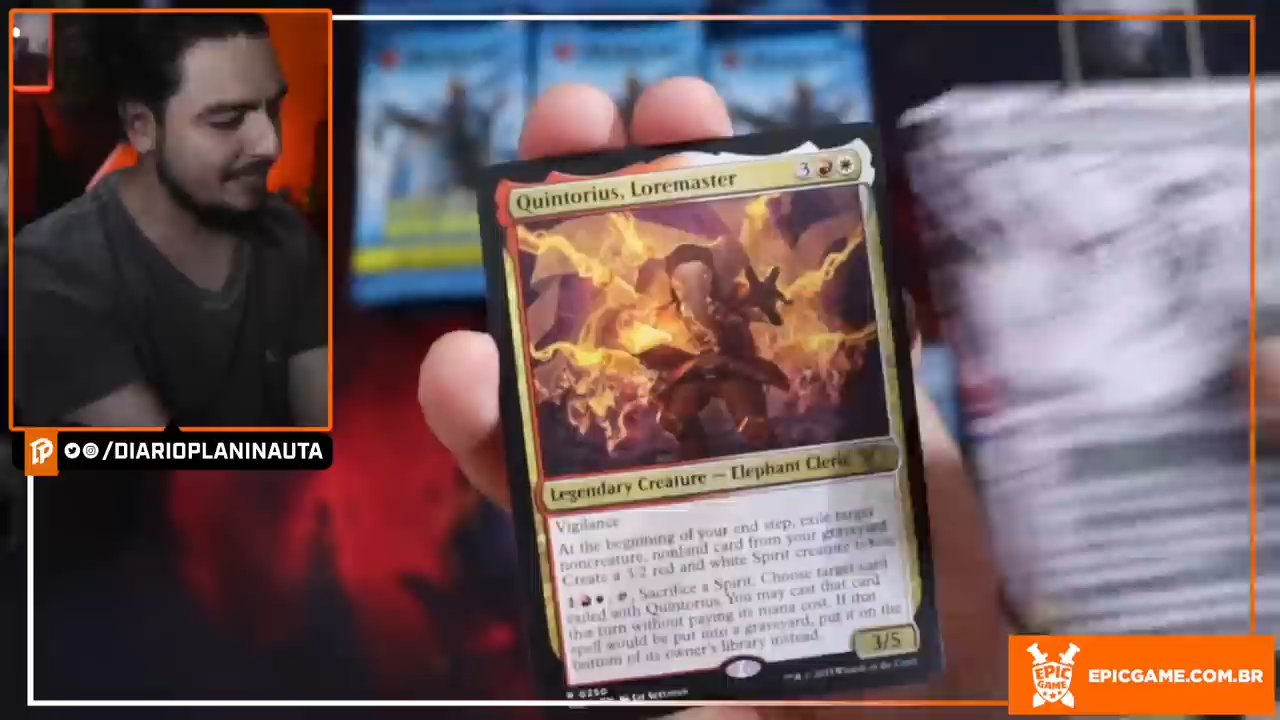 Quintorius, Loremaster 3
Legendary Creature — Elephant Cleric
Vigilance
At the beginning of your end step, exile target
noncreature, nonland card from your graveyard.
Create a 3/2 red and white Spirit creature token.
1 , Sacrifice a Spirit. Choose target card
exiled with Quintorius. You may cast that card
this turn without paying its mana cost. If that
spell would be put into a graveyard, put it on the
bottom of its owner's library instead.
3/5
R 0250
/DIARIOPLANINAUTA
EPIC
GAME
EPICGAME.COM.BR